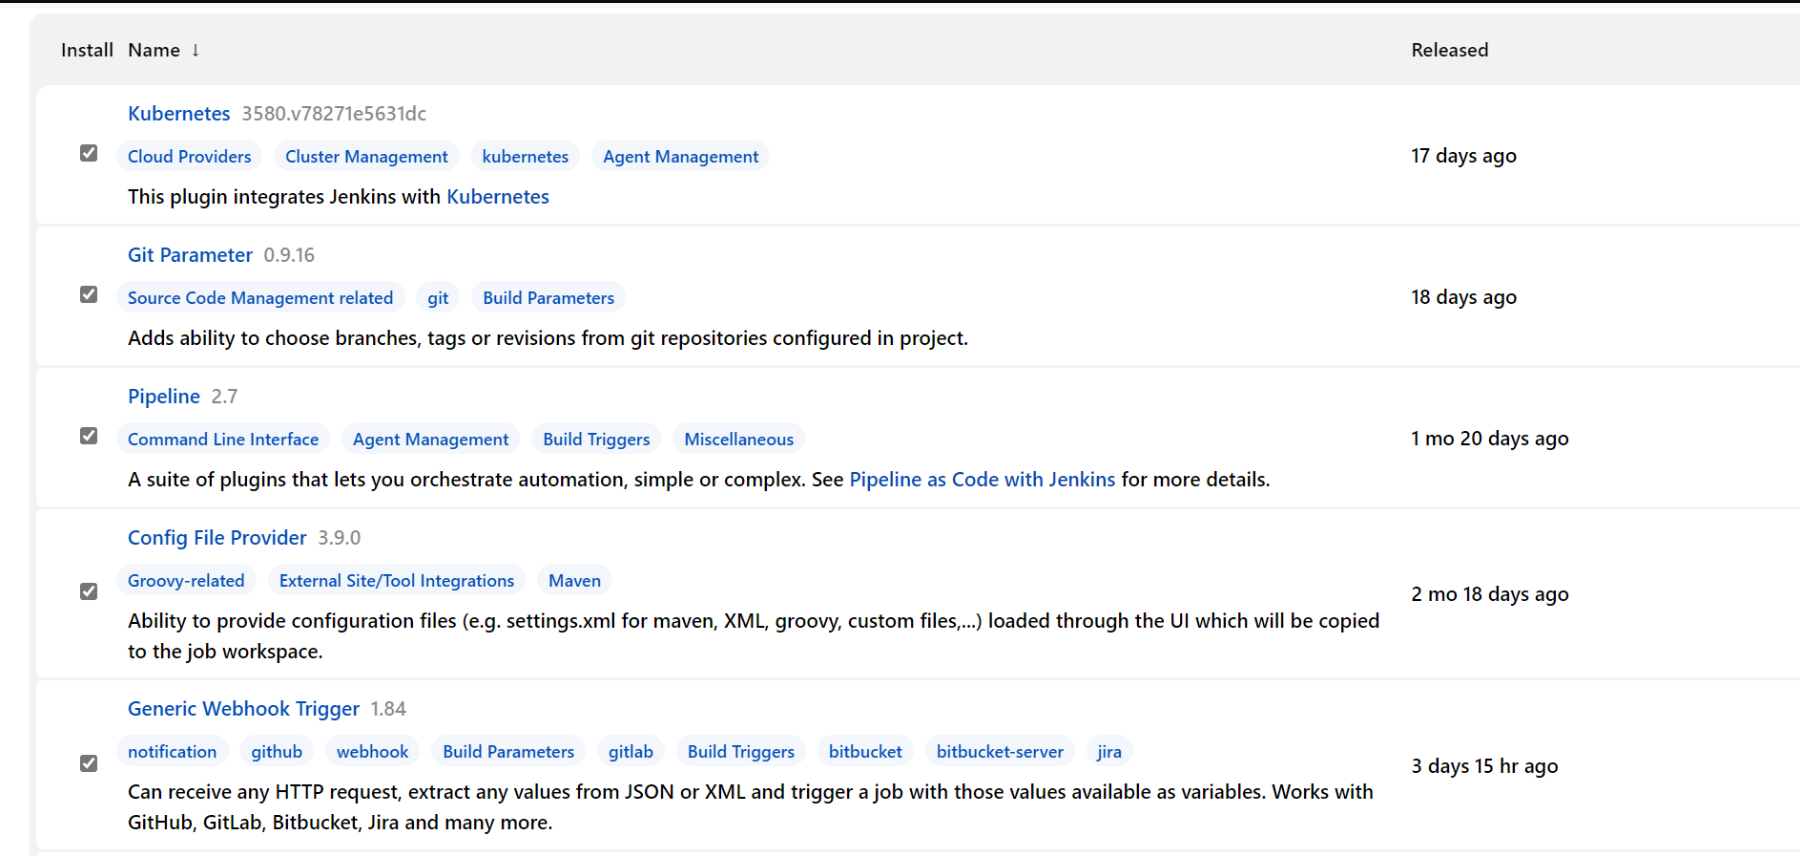 Install Name ↓ Released
Kubernetes 3580.v78271e5631dc
Cloud Providers Cluster Management kubernetes Agent Management
17 days ago
This plugin integrates Jenkins with Kubernetes
Git Parameter 0.9.16
Source Code Management related git Build Parameters
18 days ago
Adds ability to choose branches, tags or revisions from git repositories configured in project.
Pipeline 2.7
Command Line Interface Agent Management Build Triggers Miscellaneous
1 mo 20 days ago
A suite of plugins that lets you orchestrate automation, simple or complex. See Pipeline as Code with Jenkins for more details.
Config File Provider 3.9.0
Groovy-related External Site/Tool Integrations Maven
2 mo 18 days ago
Ability to provide configuration files (e.g. settings.xml for maven, XML, groovy, custom files,...) loaded through the UI which will be copied
to the job workspace.
Generic Webhook Trigger 1.84
notification github webhook Build Parameters gitlab Build Triggers bitbucket bitbucket-server jira
3 days 15 hr ago
Can receive any HTTP request, extract any values from JSON or XML and trigger a job with those values available as variables. Works with
GitHub, GitLab, Bitbucket, Jira and many more.